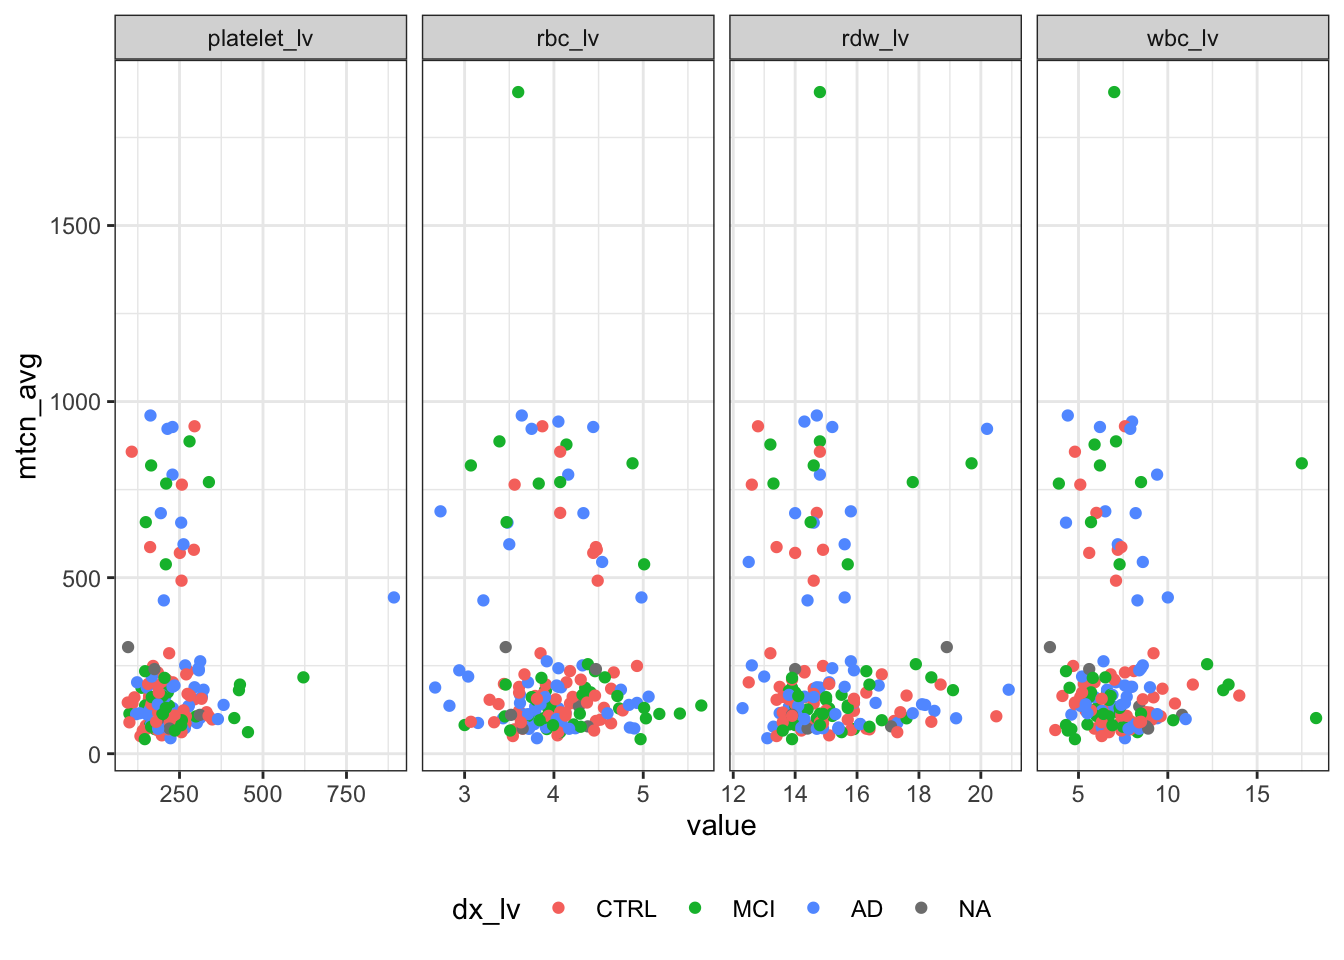 platelet_lv rbc_lv rdw_lv wbc_lv
mtcn_avg
1500
1000
500
0
250 500 750 3 4 5 12 14 16 18 20 5 10 15
value
dx_lv CTRL MCI AD NA